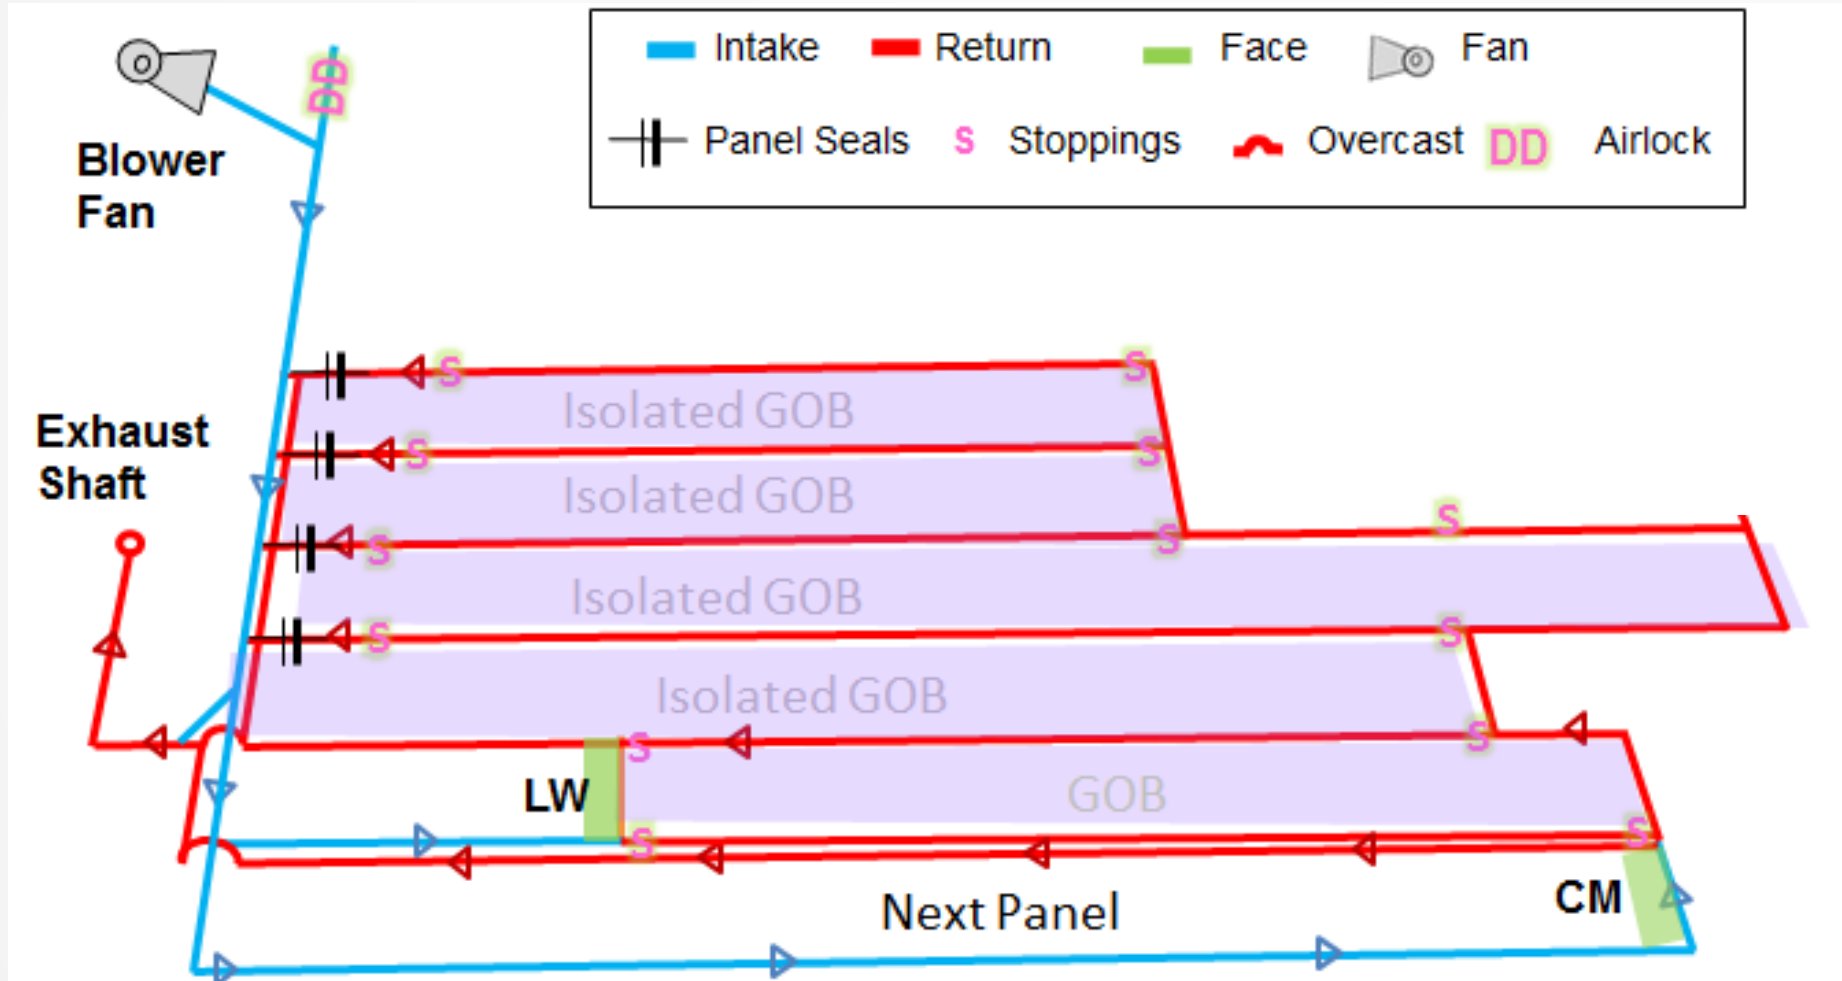 Intake
Return
Face
Fan
Panel Seals
S
Stoppings
Overcast
DD
Airlock
DD
Blower
Fan
S
S
Isolated GOB
Exhaust
Shaft
S
S
Isolated GOB
S
S
S
Isolated GOB
S
S
Isolated GOB
S
S
LW
GOB
S
S
CM
Next Panel